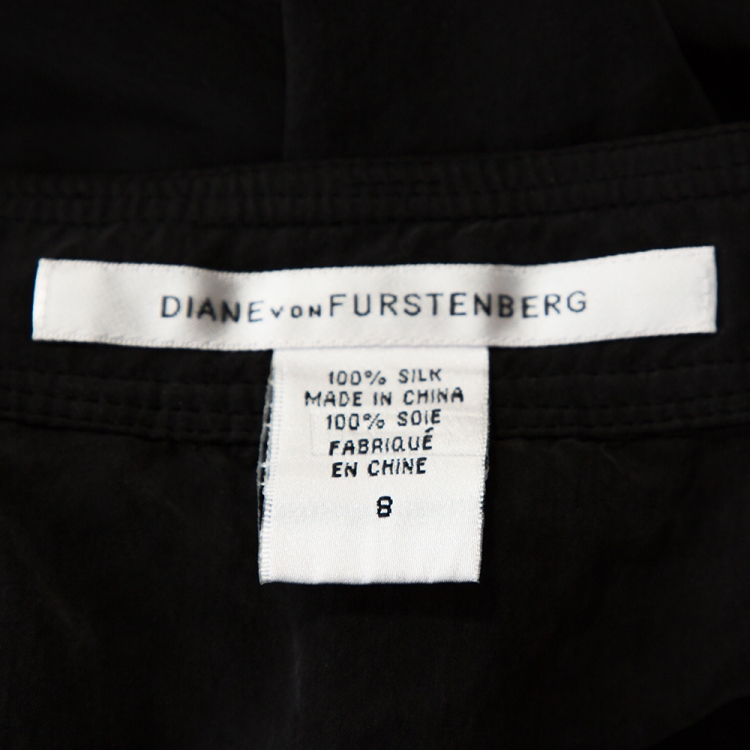 DIANE VON FURSTENBERG
100% SILK
MADE IN CHINA
100% SOIE
FABRIQUÉ
EN CHINE
8